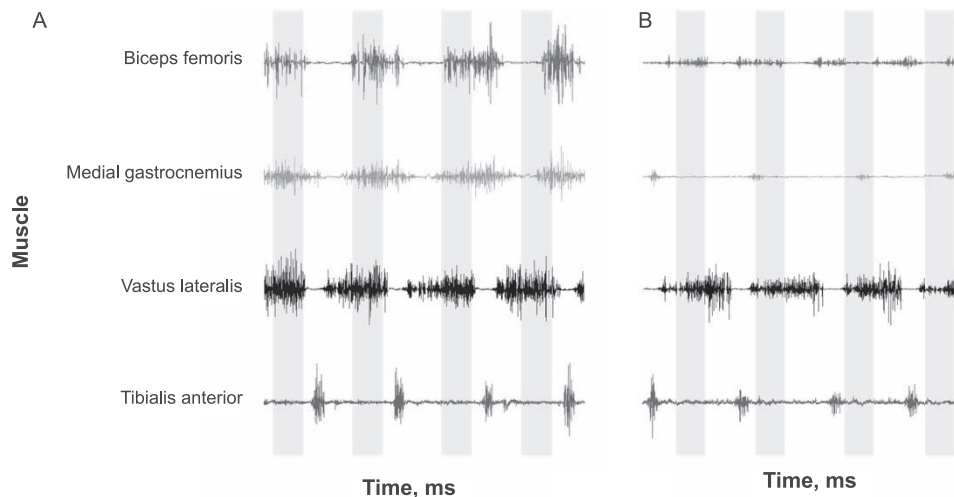 A
B
Biceps femoris
Medial gastrocnemius
Muscle
Vastus lateralis
Tibialis anterior
Time, ms
Time, ms